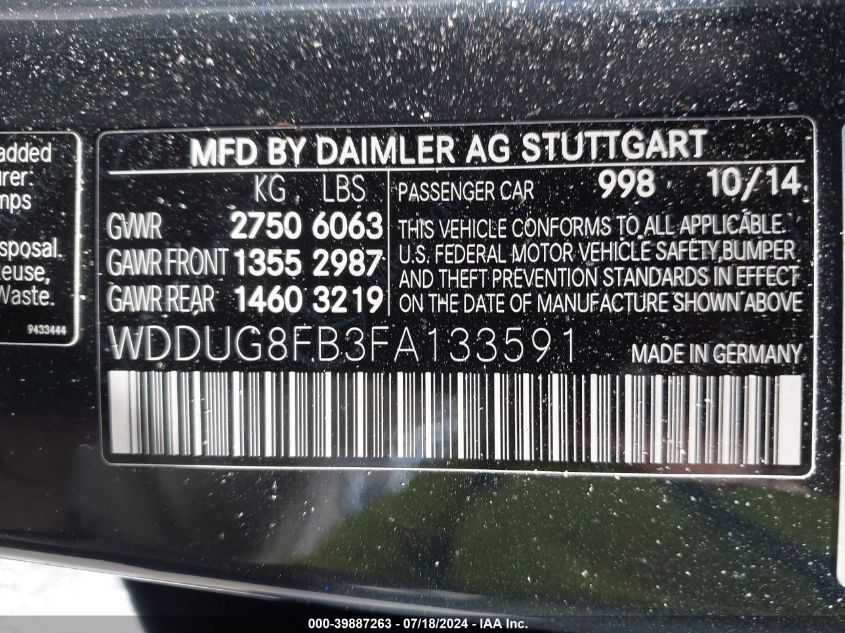 added
urer:
mps
sposal.
Reuse,
Waste.
9433444
MFD BY DAIMLER AG STUTTGART
KG LBS
GVWR 2750 6063
GAWR FRONT 1355 2987
GAWR REAR 1460 3219
PASSENGER CAR 998 10/14
THIS VEHICLE CONFORMS TO ALL APPLICABLE.
U.S. FEDERAL MOTOR VEHICLE SAFETY,BUMPER
AND THEFT PREVENTION STANDARDS IN EFFECT
ON THE DATE OF MANUFACTURE SHOWN ABOVE
WDDUG8FB3FA133591 MADE IN GERMANY
000-39887263 - 07/18/2024 - IAA Inc.